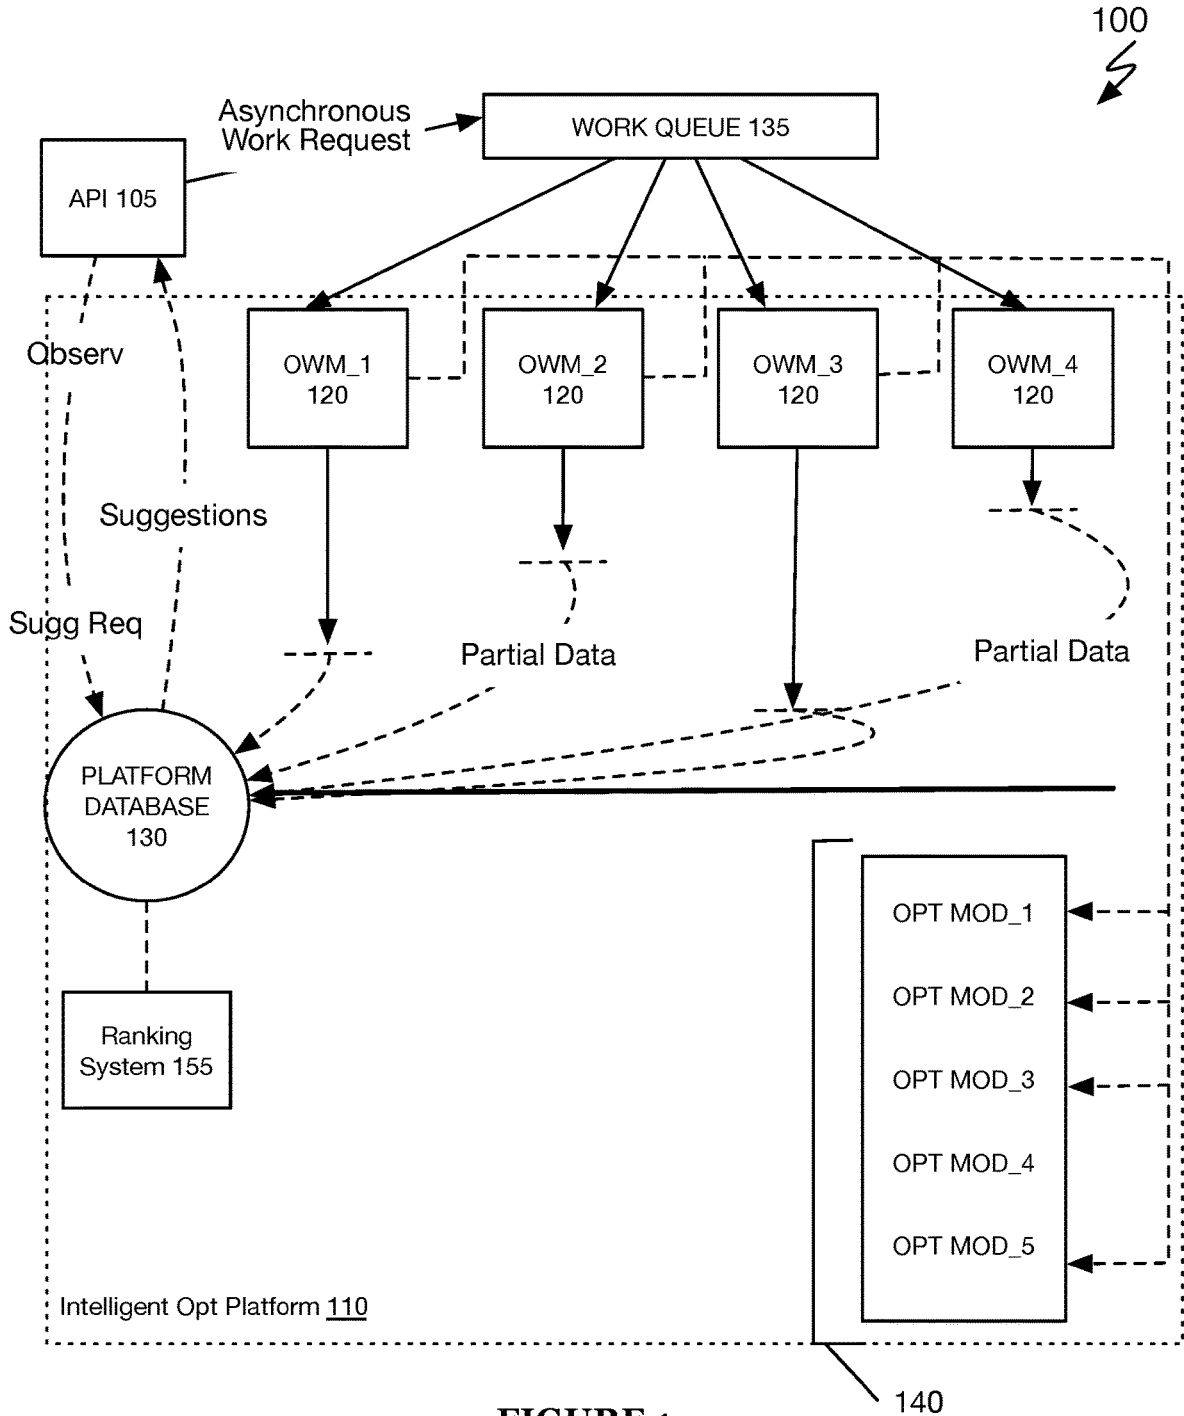 100
Asynchronous
Work Request
WORK QUEUE 135
API 105
OWM_1
120
OWM_2
120
OWM_3
120
OWM_4
120
Observ
Suggestions
Sugg Req
Partial Data
Partial Data
PLATFORM
DATABASE
130
Ranking
System 155
OPT MOD_1
OPT MOD_2
OPT MOD_3
OPT MOD_4
OPT MOD_5
Intelligent Opt Platform 110
140
FIGURE